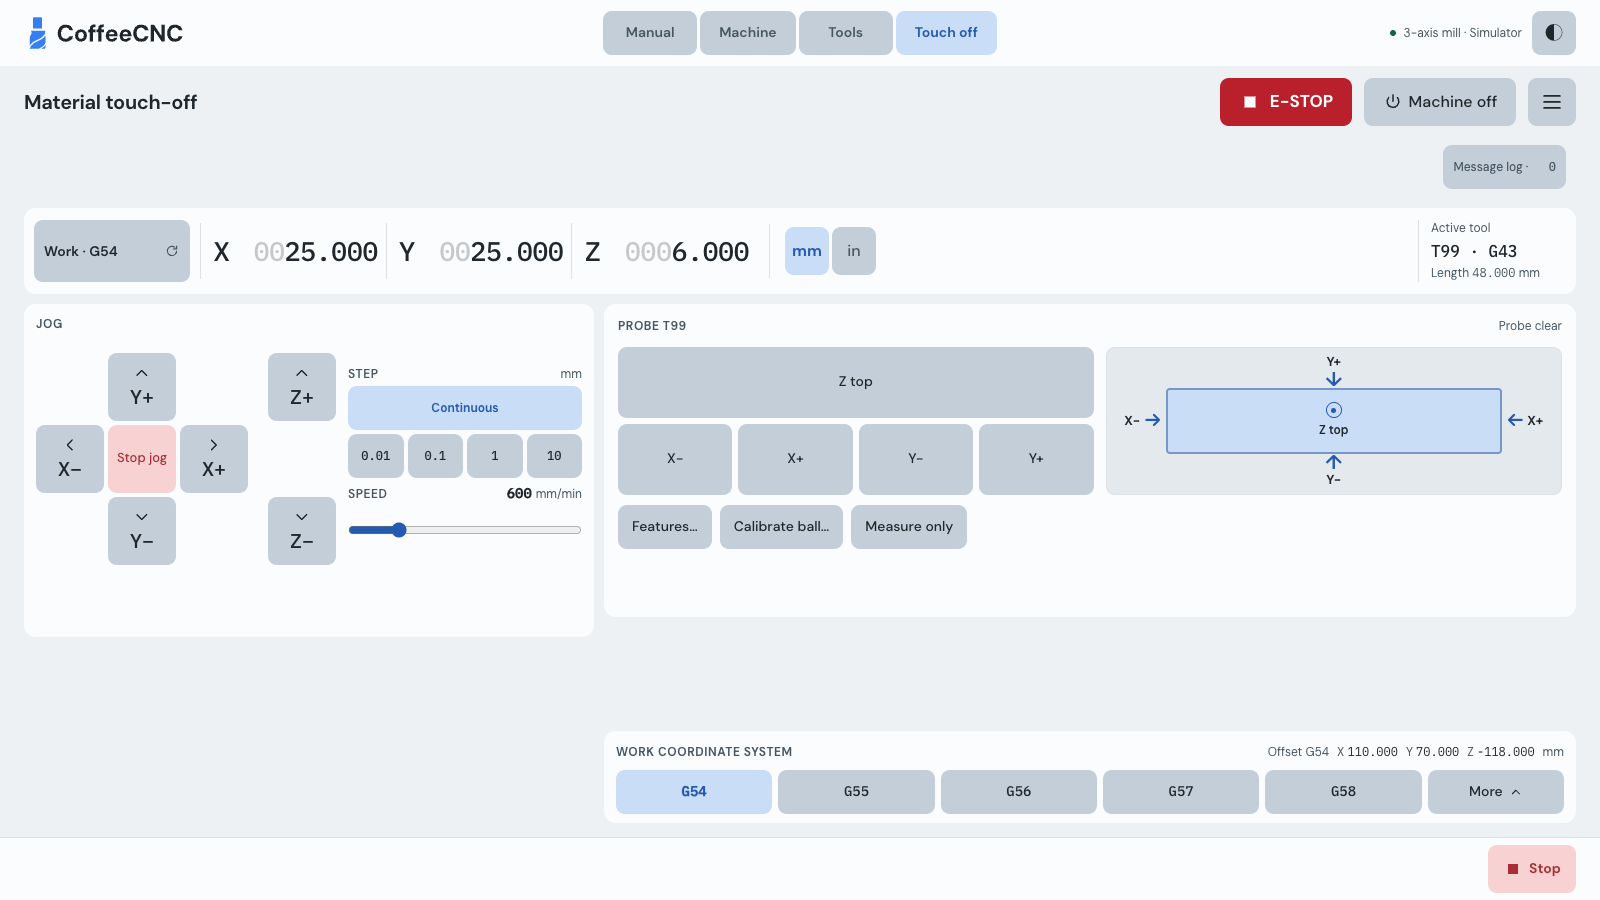 CoffeeCNC
Manual
Machine
Tools
Touch off
3-axis mill · Simulator
Material touch-off
E-STOP
Machine off
Message log · 0
Work · G54
X 0025.000
Y 0025.000
Z 0006.000
mm
in
Active tool
T99 · G43
Length 48.000 mm
JOG
Y+
Z+
X−
Stop jog
X+
Y−
Z−
STEP mm
Continuous
0.01
0.1
1
10
SPEED 600 mm/min
PROBE T99
Probe clear
Z top
X−
X+
Y−
Y+
Features…
Calibrate ball…
Measure only
Y+
X−
Z top
X+
Y−
WORK COORDINATE SYSTEM
Offset G54 X 110.000 Y 70.000 Z -118.000 mm
G54
G55
G56
G57
G58
More
Stop